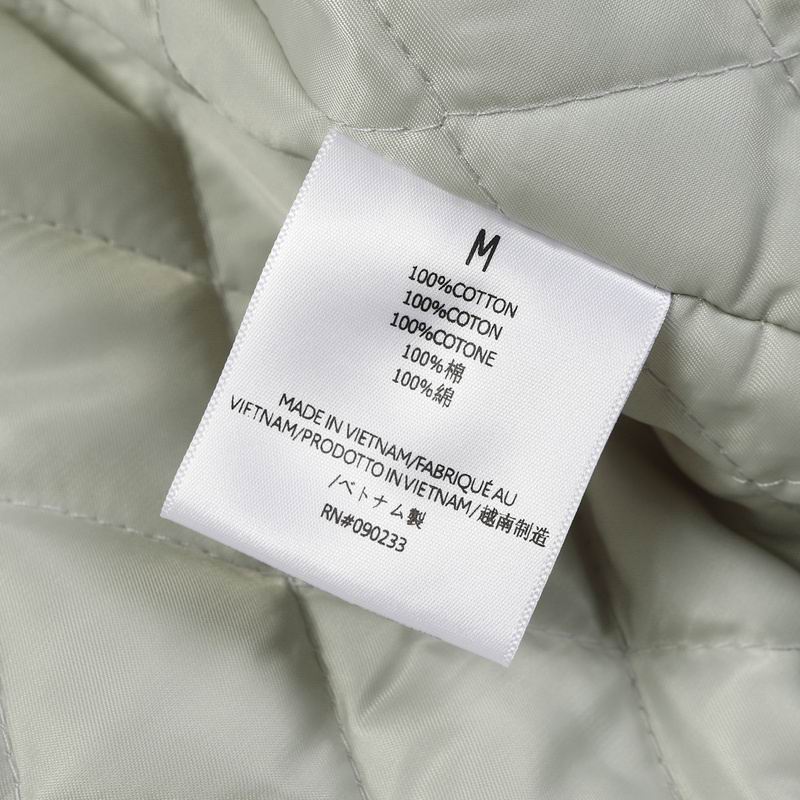 M
100%COTTON
100%COTON
100%COTONE
100%棉
100%綿
MADE IN VIETNAM/FABRIQUÉ AU
VIETNAM/PRODOTTO IN VIETNAM/越南制造
/ベトナム製
RN#090233